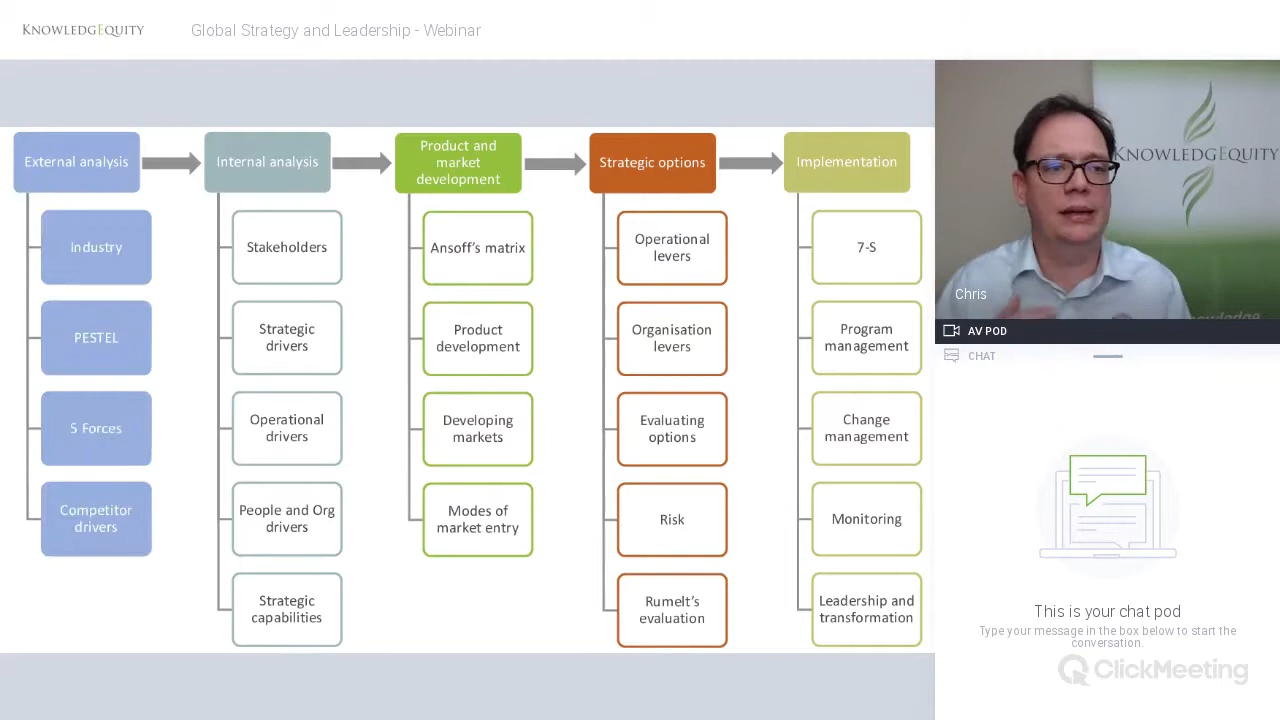 KNOWLEDGEQUITY
Global Strategy and Leadership - Webinar
External analysis
Industry
PESTEL
5 Forces
Competitor
drivers
Internal analysis
Stakeholders
Strategic
drivers
Operational
drivers
People and Org
drivers
Strategic
capabilities
Product and
market
development
Ansoff's matrix
Product
development
Developing
markets
Modes of
market entry
Strategic options
Operational
levers
Organisation
levers
Evaluating
options
Risk
Rumelt's
evaluation
Implementation
7-S
Program
management
Change
management
Monitoring
Leadership and
transformation
KNOWLEDGEQUITY
knowledge
Chris
AV POD
CHAT
This is your chat pod
Type your message in the box below to start the
conversation.
ClickMeeting